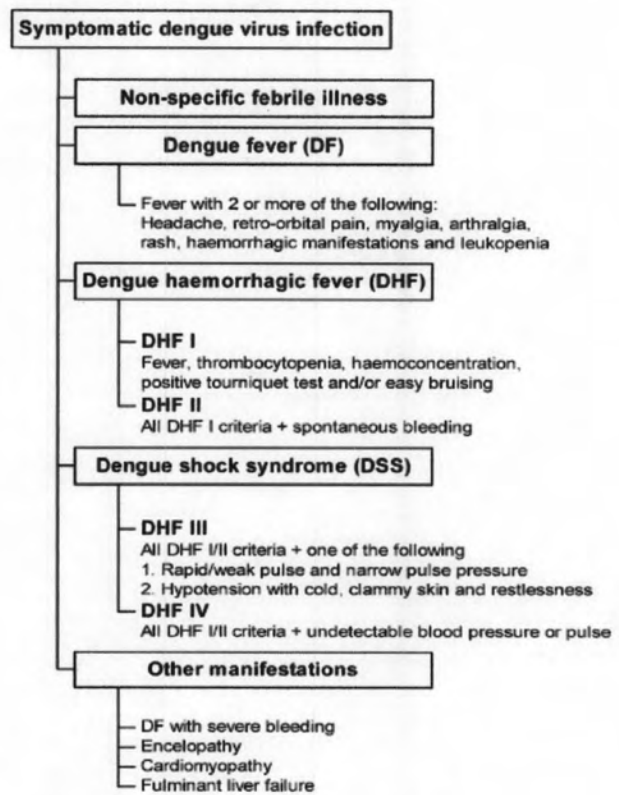 Symptomatic dengue virus infection
Non-specific febrile illness
Dengue fever (DF)
Fever with 2 or more of the following:
Headache, retro-orbital pain, myalgia, arthralgia,
rash, haemorrhagic manifestations and leukopenia
Dengue haemorrhagic fever (DHF)
DHF I
Fever, thrombocytopenia, haemoconcentration,
positive tourniquet test and/or easy bruising
DHF II
All DHF I criteria + spontaneous bleeding
Dengue shock syndrome (DSS)
DHF III
All DHF I/II criteria + one of the following
1. Rapid/weak pulse and narrow pulse pressure
2. Hypotension with cold, clammy skin and restlessness
DHF IV
All DHF I/II criteria + undetectable blood pressure or pulse
Other manifestations
DF with severe bleeding
Encelopathy
Cardiomyopathy
Fulminant liver failure